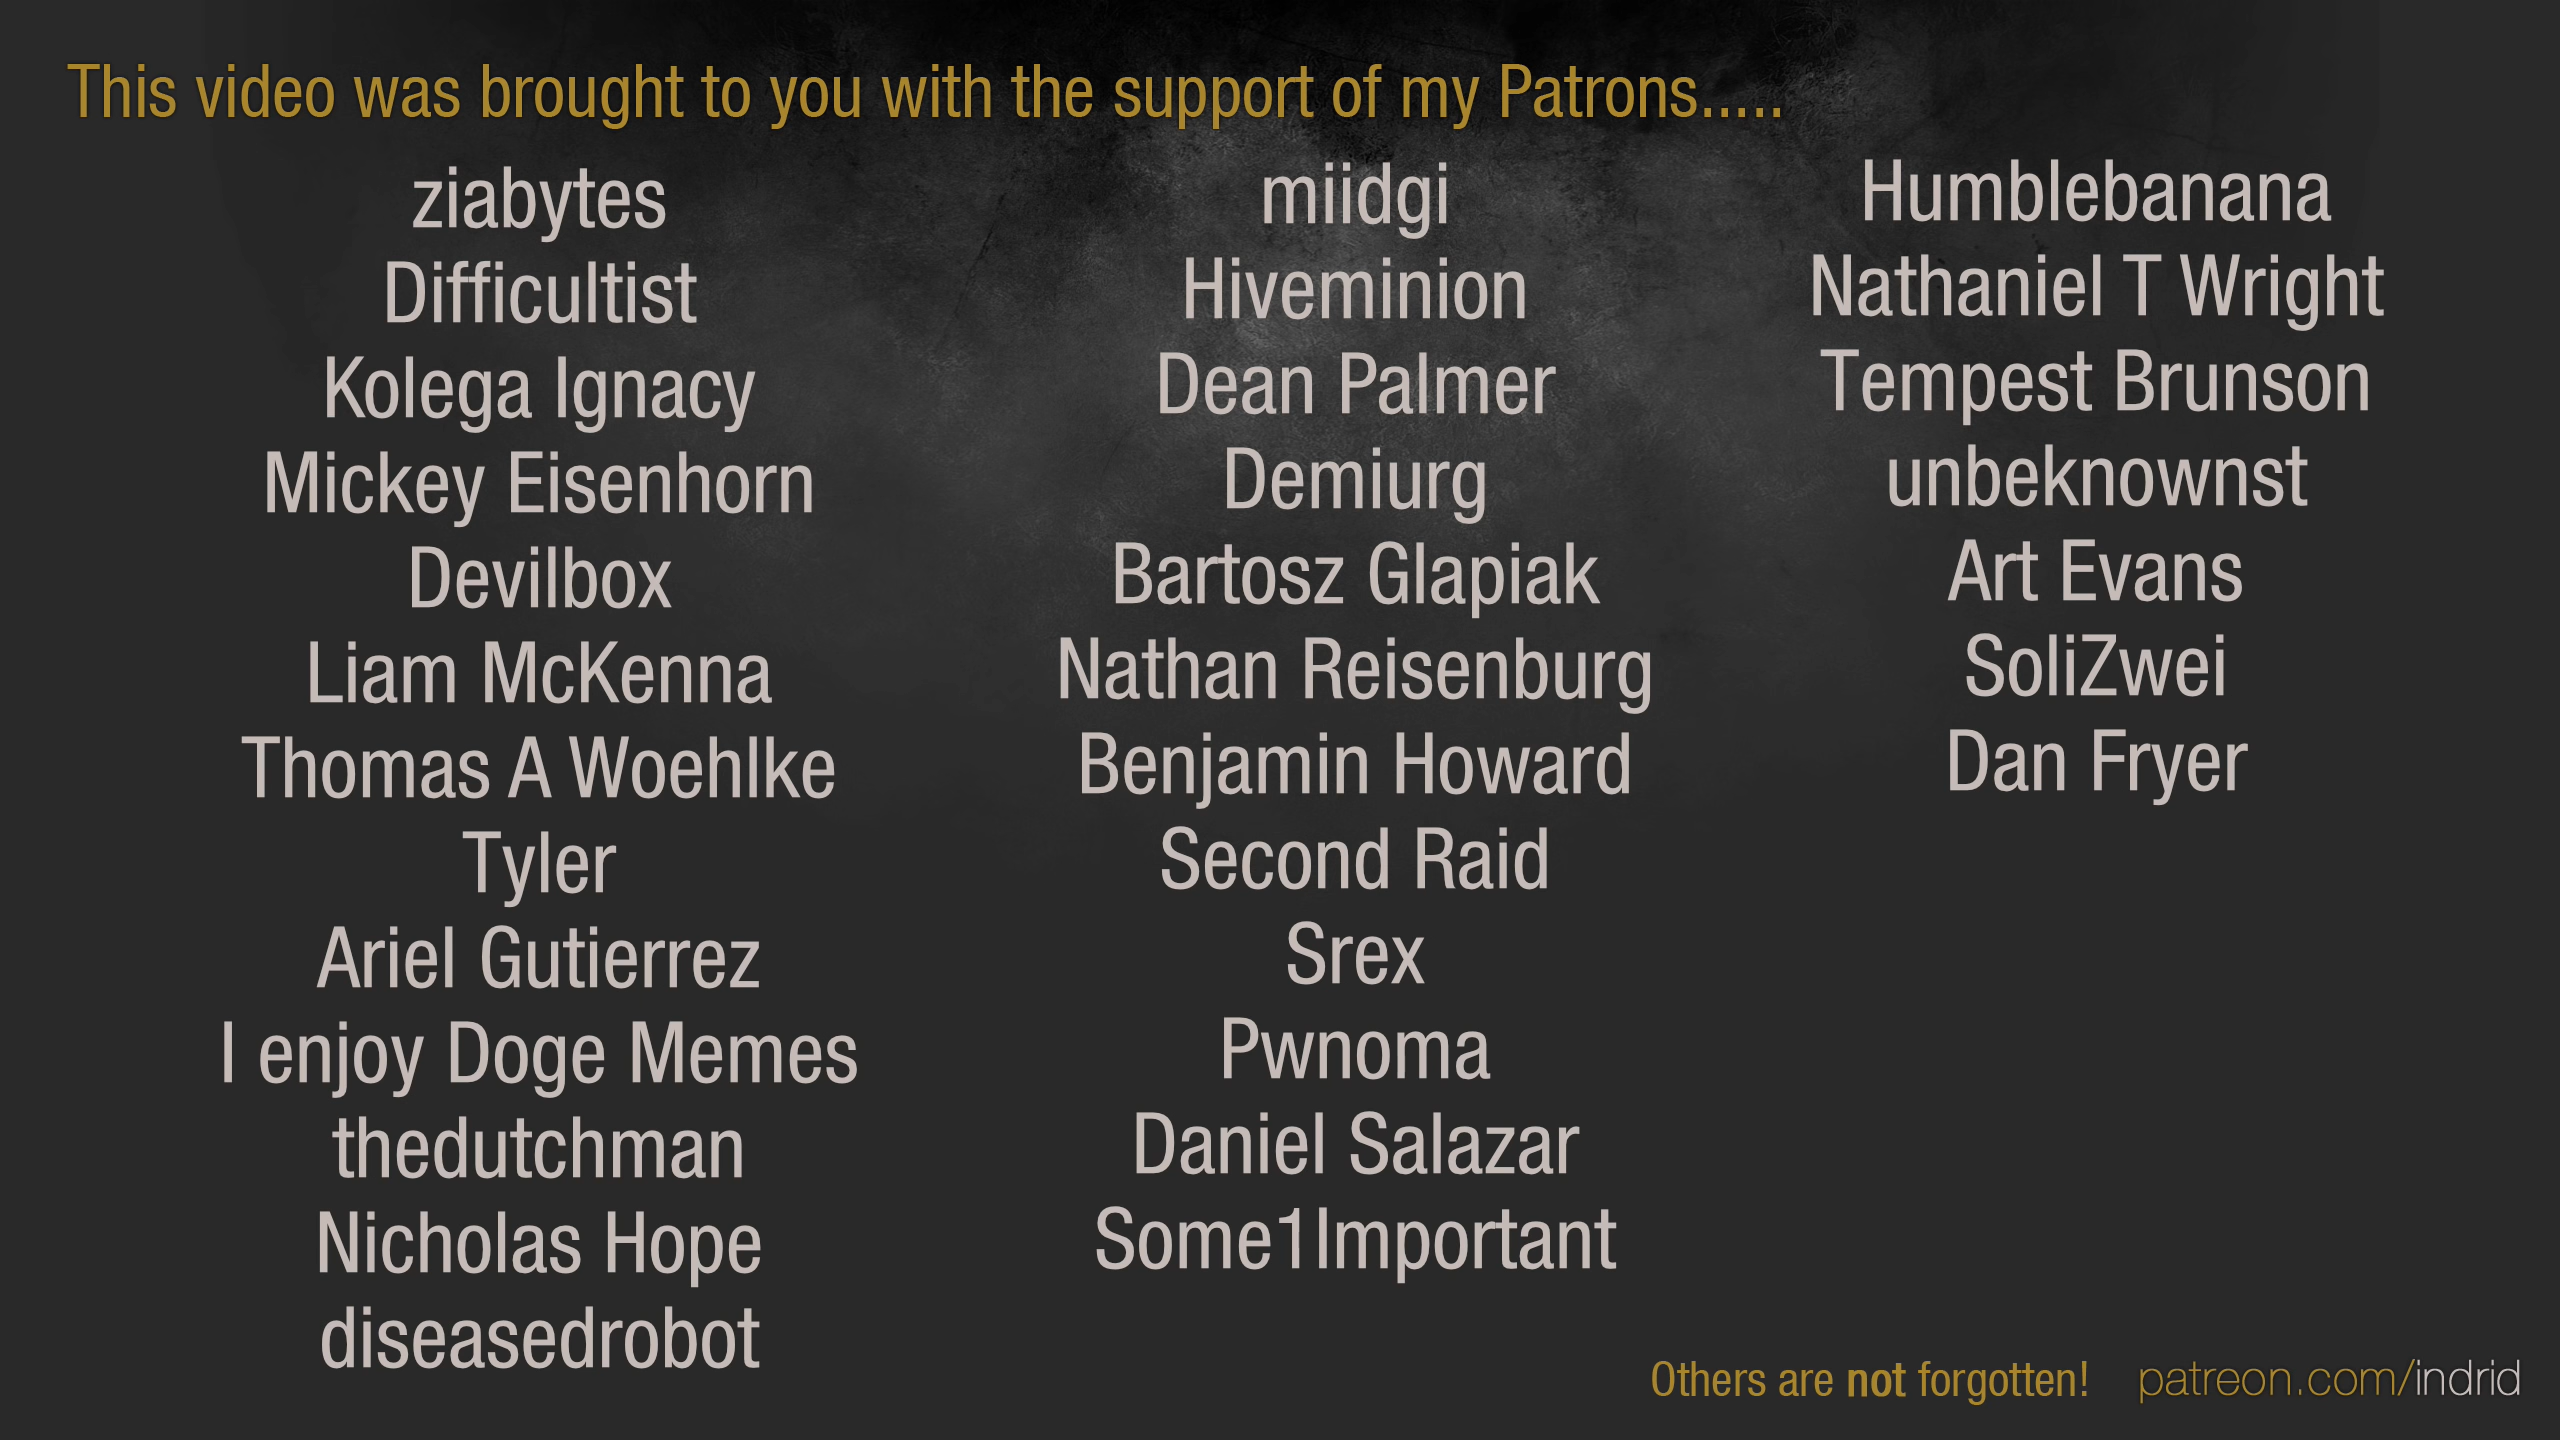 This video was brought to you with the support of my Patrons.....
ziabytes
Difficultist
Kolega Ignacy
Mickey Eisenhorn
Devilbox
Liam McKenna
Thomas A Woehlke
Tyler
Ariel Gutierrez
I enjoy Doge Memes
thedutchman
Nicholas Hope
diseasedrobot
miidgi
Hiveminion
Dean Palmer
Demiurg
Bartosz Glapiak
Nathan Reisenburg
Benjamin Howard
Second Raid
Srex
Pwnoma
Daniel Salazar
Some1Important
Humblebanana
Nathaniel T Wright
Tempest Brunson
unbeknownst
Art Evans
SoliZwei
Dan Fryer
Others are not forgotten!
patreon.com/indrid